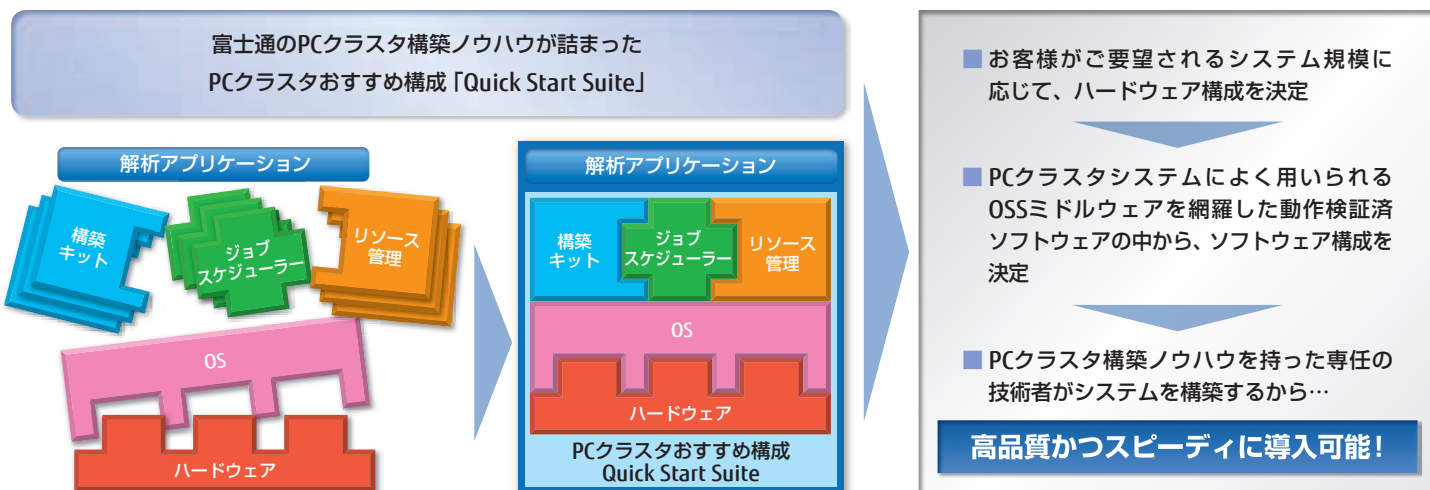 富士通のPCクラスタ構築ノウハウが詰まった
PCクラスタおすすめ構成「Quick Start Suite」
解析アプリケーション
構築
キット
ジョブ
スケジューラー
リソース
管理
OS
ハードウェア
解析アプリケーション
構築
キット
ジョブ
スケジューラー
リソース
管理
OS
ハードウェア
PCクラスタおすすめ構成
Quick Start Suite
■ お客様がご要望されるシステム規模に
応じて、ハードウェア構成を決定
■ PCクラスタシステムによく用いられる
OSSミドルウェアを網羅した動作検証済
ソフトウェアの中から、ソフトウェア構成を
決定
■ PCクラスタ構築ノウハウを持った専任の
技術者がシステムを構築するから…
高品質かつスピーディに導入可能！